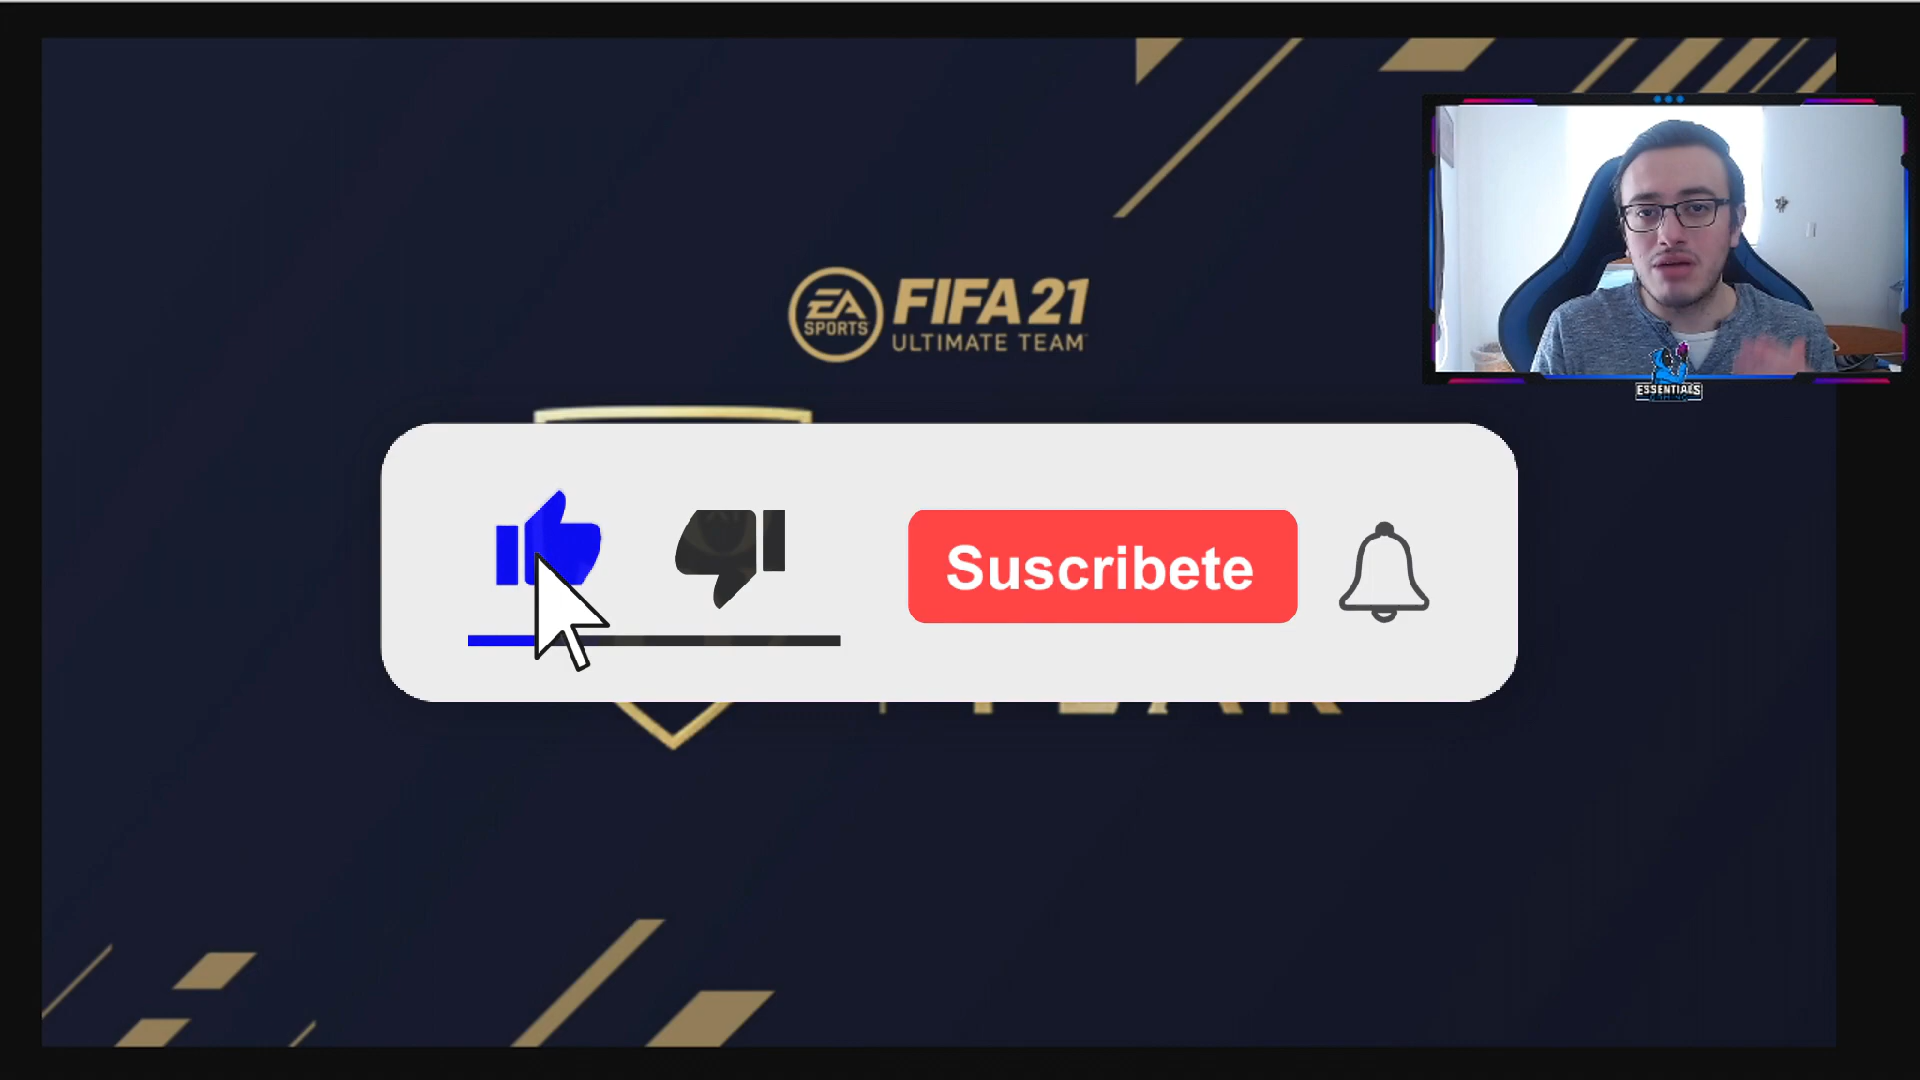 EA
SPORTS
FIFA 21
ULTIMATE TEAM
ESSENTIALS
Suscribete